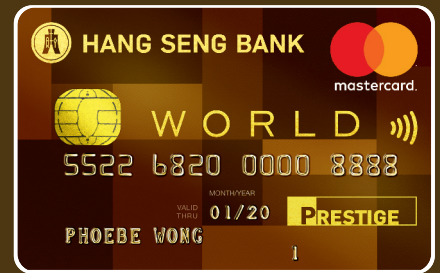 HANG SENG BANK
mastercard.
WORLD
5522 6820 0000 8888
MONTH/YEAR
VALID THRU 01/20
PRESTIGE
PHOEBE WONG
1